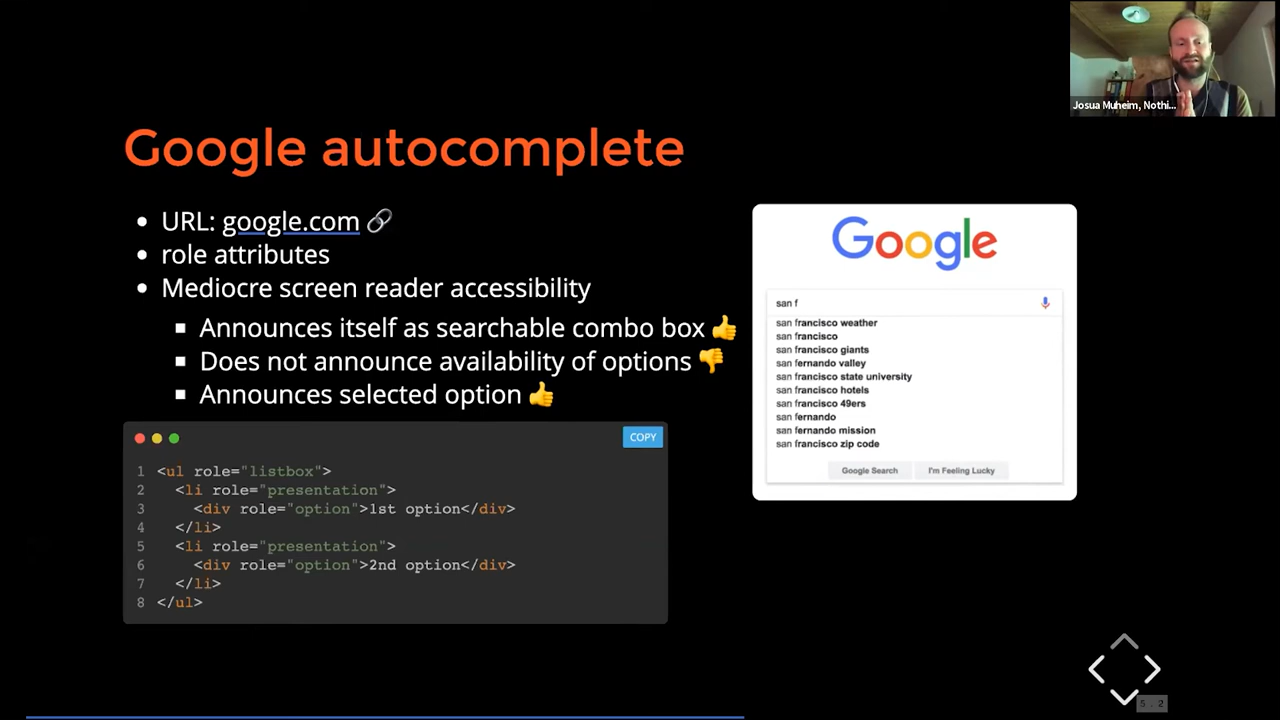 Josua Muheim, Nothi...
Google autocomplete
URL: google.com
role attributes
Mediocre screen reader accessibility
Announces itself as searchable combo box
Does not announce availability of options
Announces selected option
COPY
1 <ul role="listbox">
2 <li role="presentation">
3 <div role="option">1st option</div>
4 </li>
5 <li role="presentation">
6 <div role="option">2nd option</div>
7 </li>
8 </ul>
Google
san f
san francisco weather
san francisco
san francisco giants
san fernando valley
san francisco state university
san francisco hotels
san francisco 49ers
san fernando
san fernando mission
san francisco zip code
Google Search
I'm Feeling Lucky
5.2